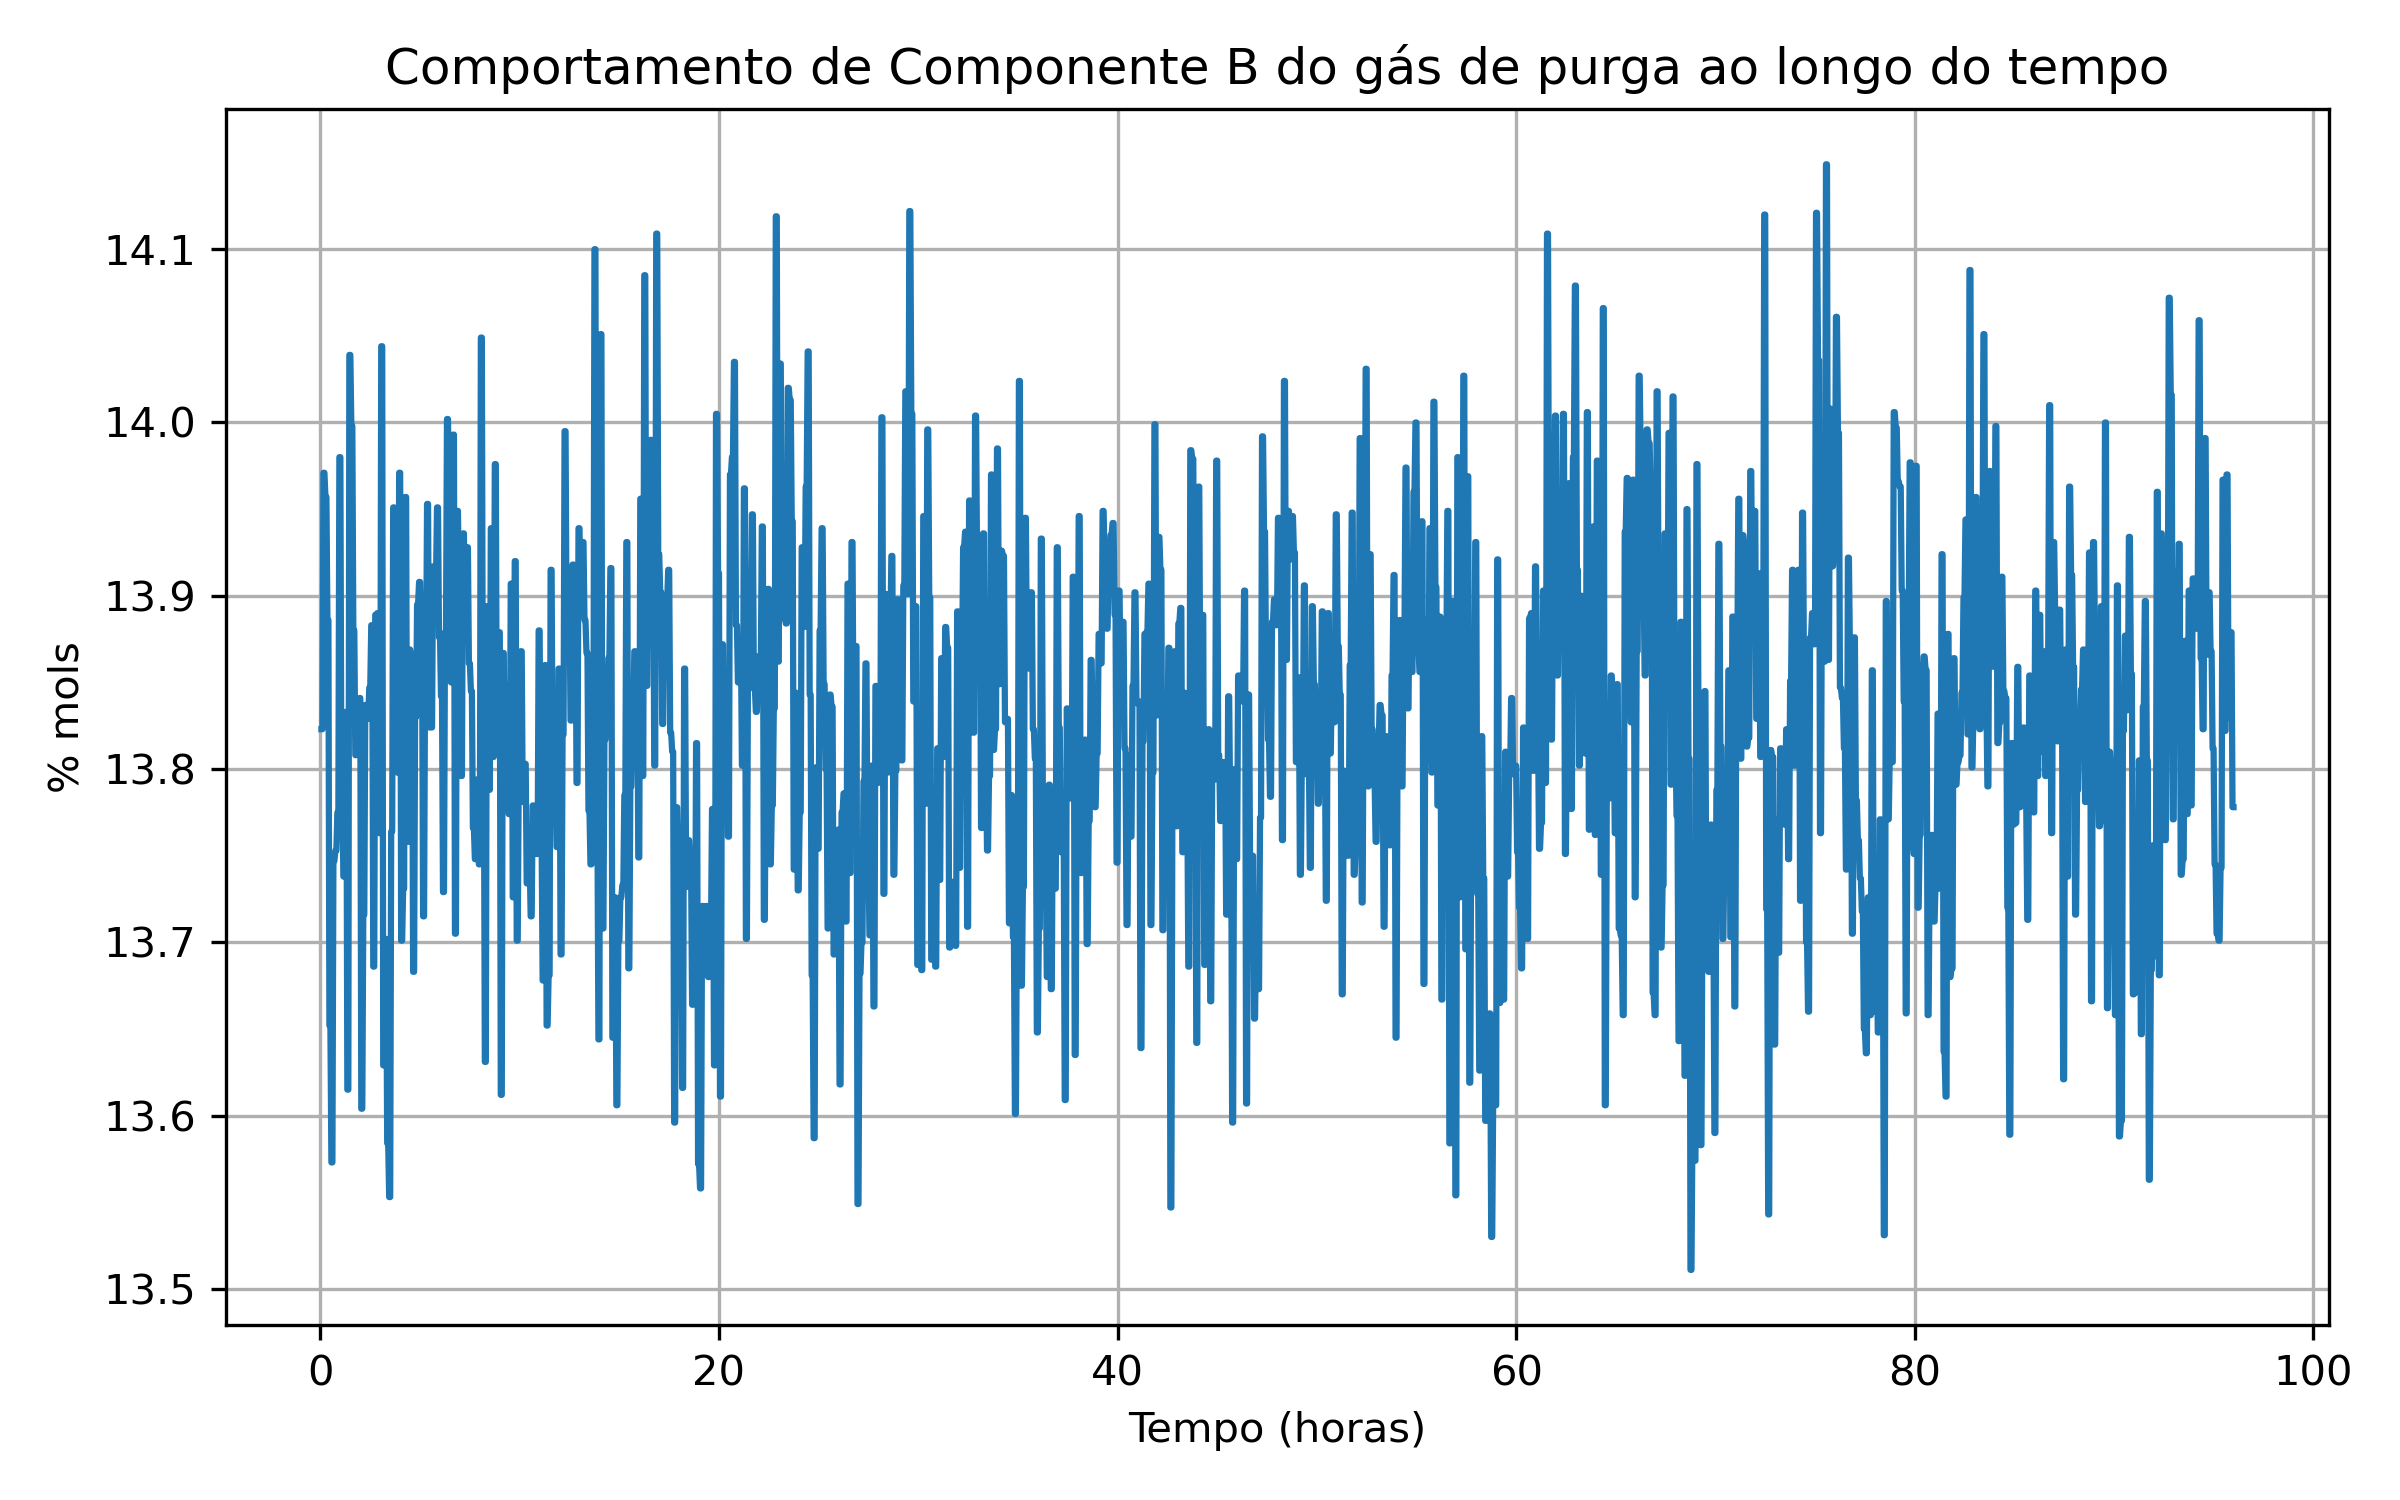 Comportamento de Componente B do gás de purga ao longo do tempo
14.1
14.0
13.9
13.8
13.7
13.6
13.5
% mols
0 20 40 60 80 100
Tempo (horas)